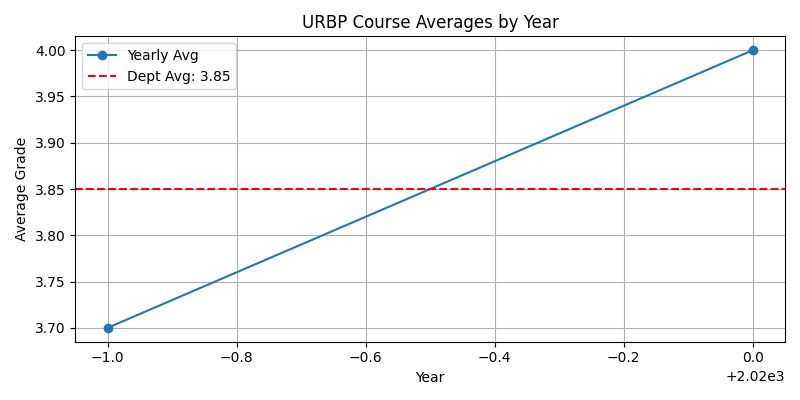 URBP Course Averages by Year
Yearly Avg
Dept Avg: 3.85
Average Grade
4.00
3.95
3.90
3.85
3.80
3.75
3.70
−1.0
−0.8
−0.6
−0.4
−0.2
0.0
Year
+2.02e3